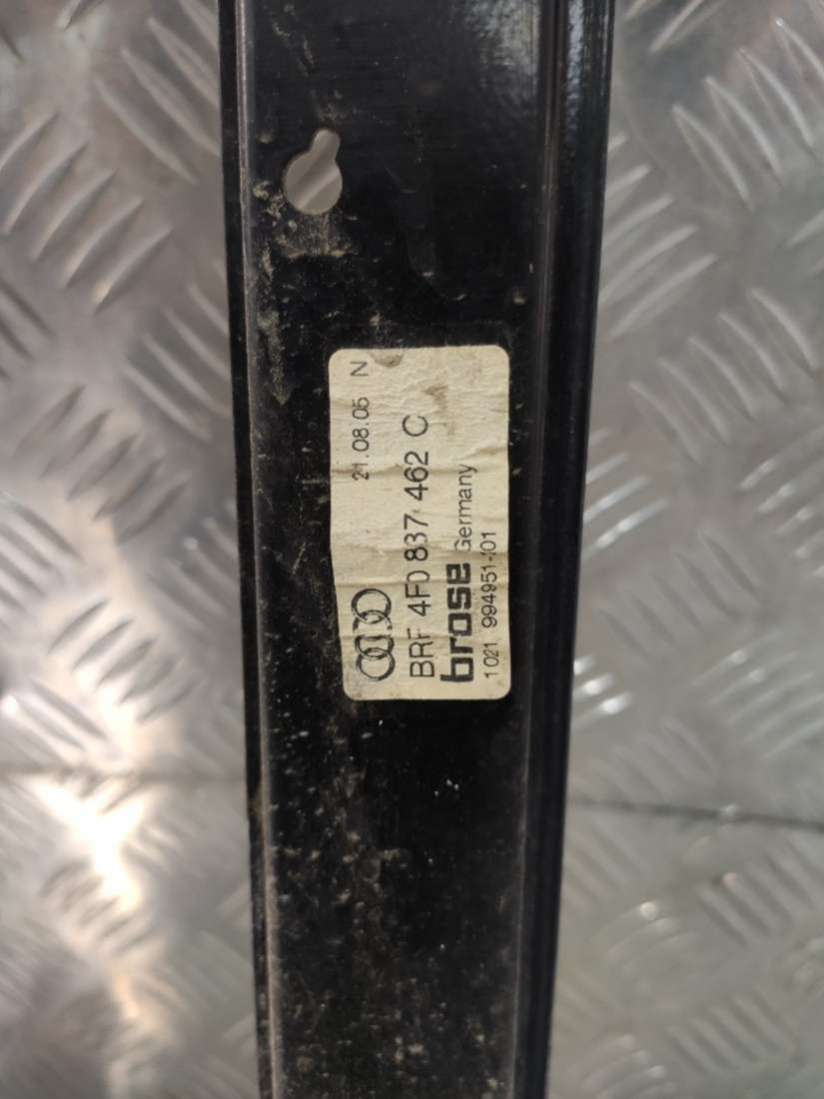 21.08.05 N
BRF 4F0 837 462 C
brose Germany
1 021 994951-101